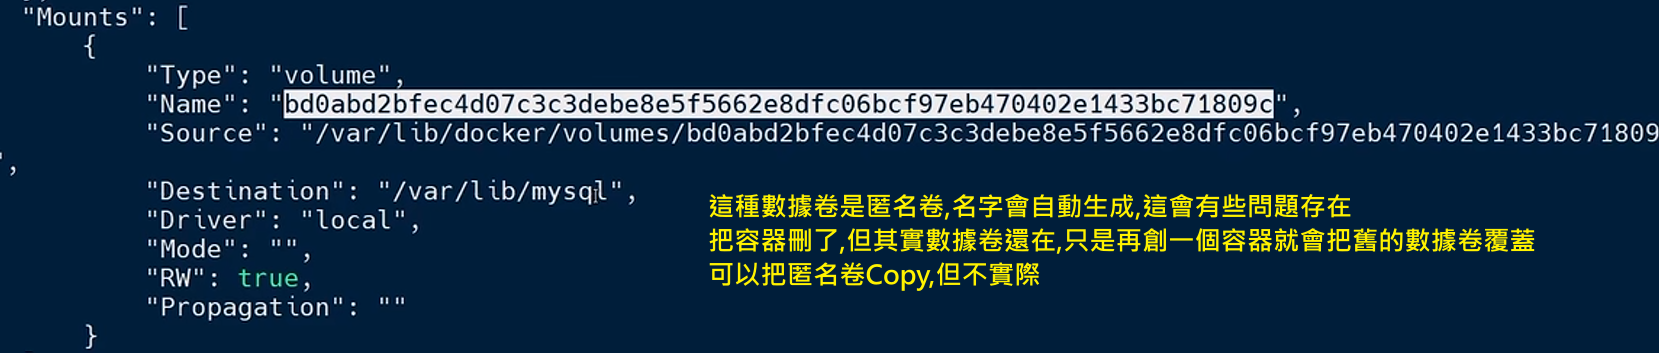 "Mounts": [
{
"Type": "volume",
"Name": "bd0abd2bfec4d07c3c3debe8e5f5662e8dfc06bcf97eb470402e1433bc71809c",
"Source": "/var/lib/docker/volumes/bd0abd2bfec4d07c3c3debe8e5f5662e8dfc06bcf97eb470402e1433bc71809
",
"Destination": "/var/lib/mysql",
"Driver": "local",
"Mode": "",
"RW": true,
"Propagation": ""
}
這種數據卷是匿名卷,名字會自動生成,這會有些問題存在
把容器刪了,但其實數據卷還在,只是再創一個容器就會把舊的數據卷覆蓋
可以把匿名卷Copy,但不實際